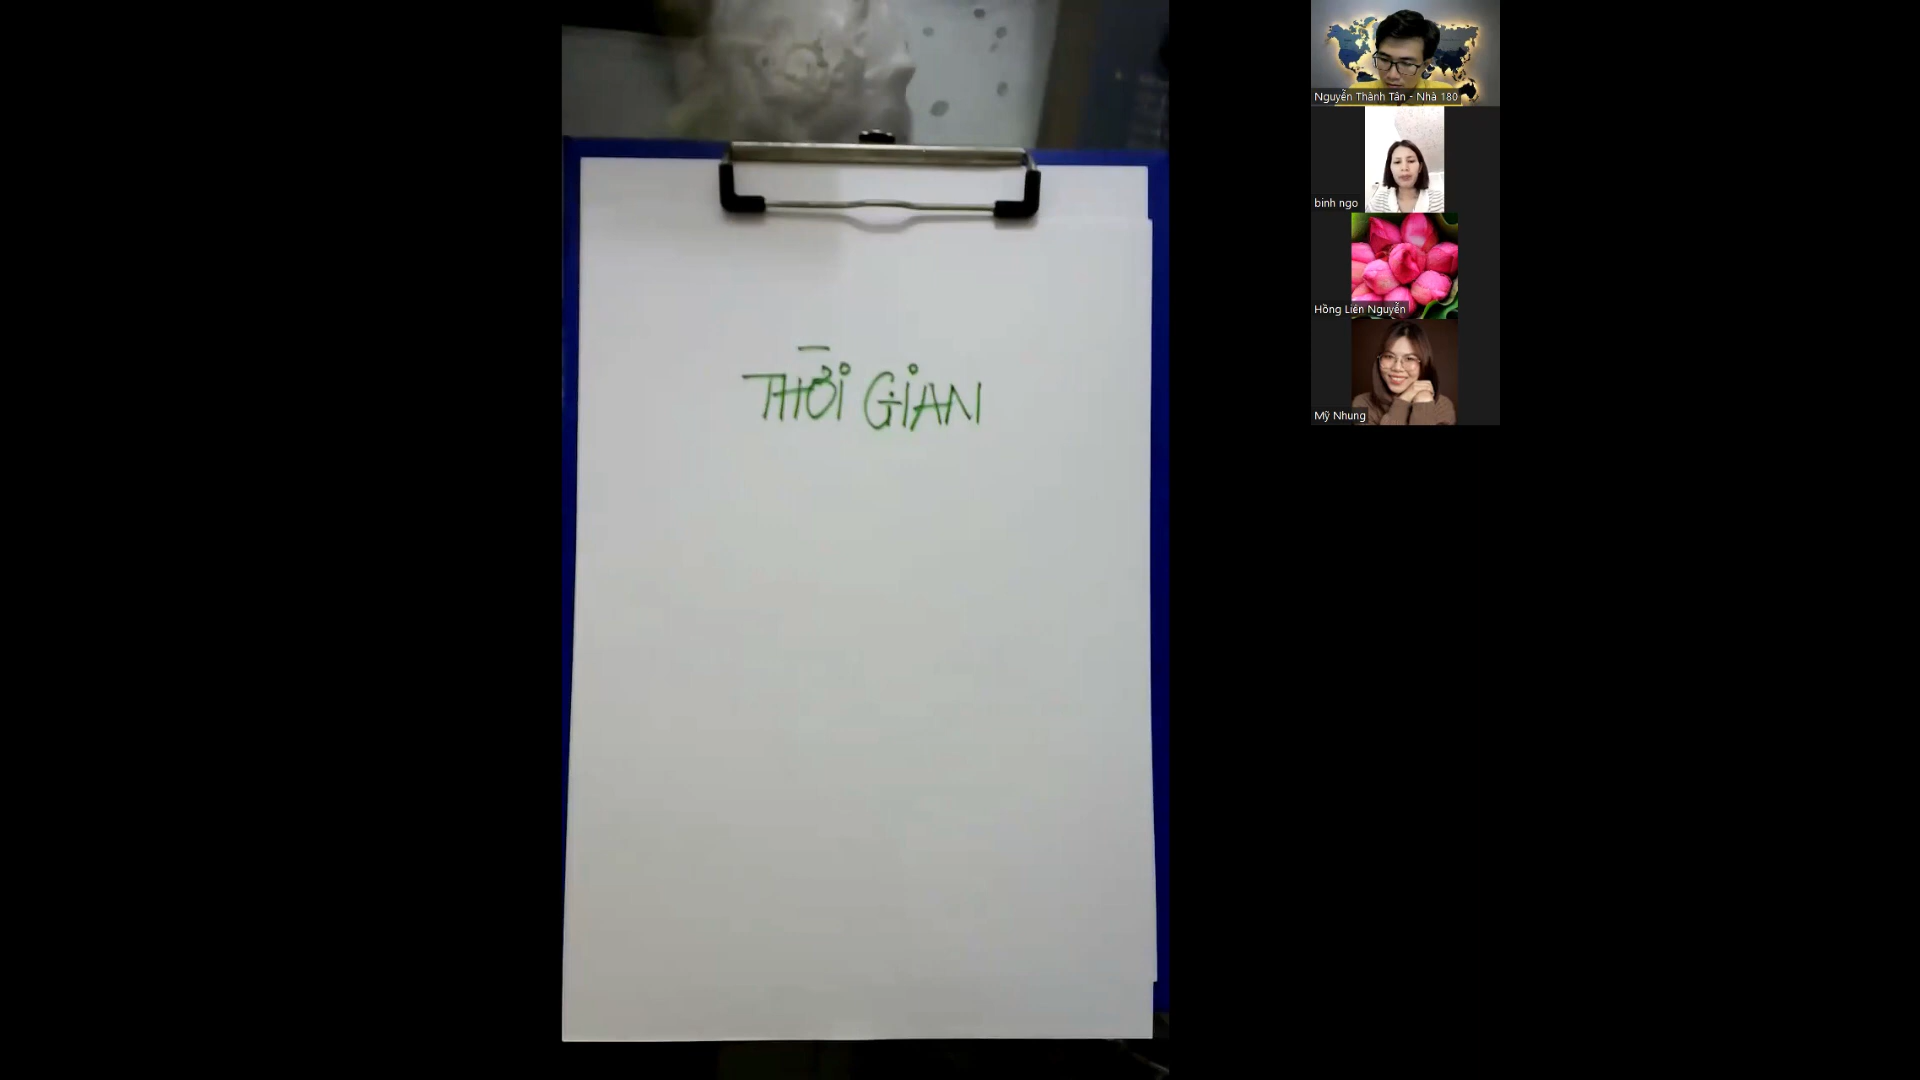 THỜI GIAN
Nguyễn Thành Tân - Nhà 180
binh ngo
Hồng Liên Nguyễn
Mỹ Nhung